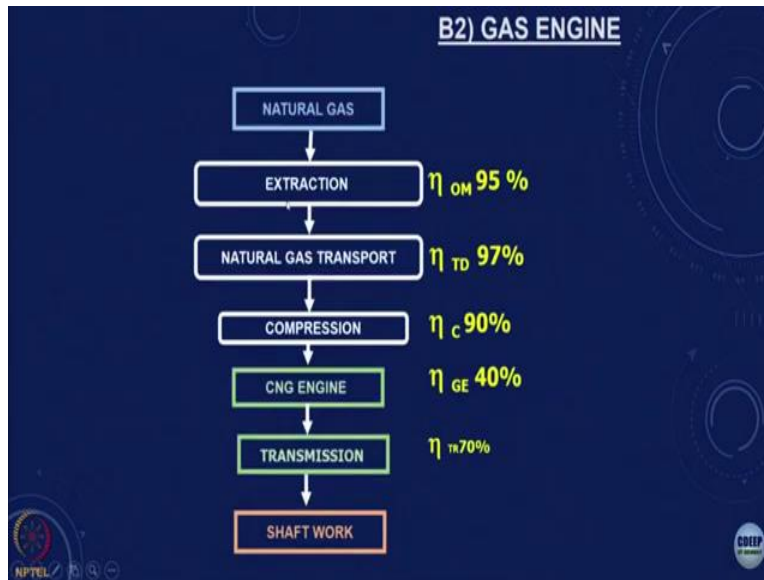 B2) GAS ENGINE
NATURAL GAS
EXTRACTION
η OM 95 %
NATURAL GAS TRANSPORT
η TD 97%
COMPRESSION
η C 90%
CNG ENGINE
η GE 40%
TRANSMISSION
η TR 70%
SHAFT WORK
NPTEL
CDEEP